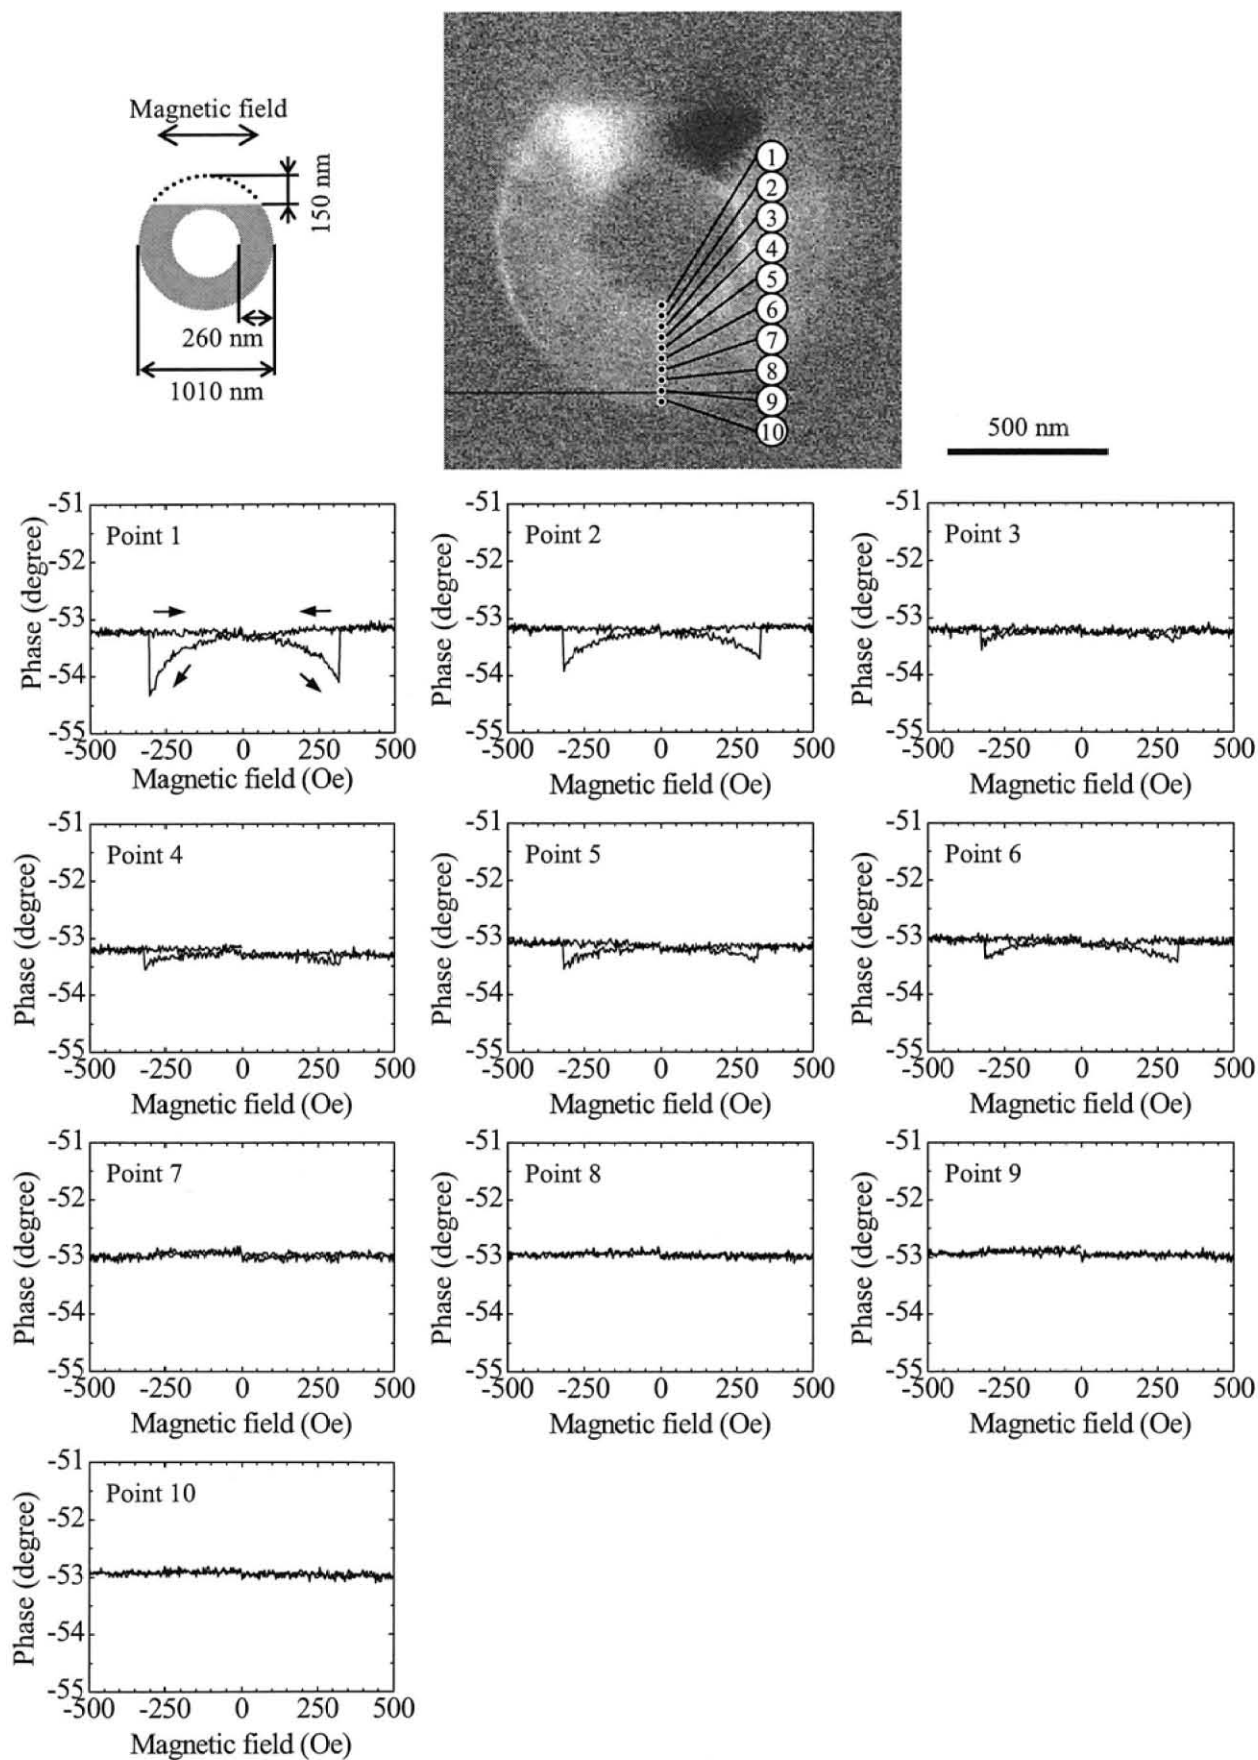 Magnetic field
150 nm
260 nm
1010 nm
1
2
3
4
5
6
7
8
9
10
500 nm
Point 1
Phase (degree)
-51
-52
-53
-54
-55
-500 -250 0 250 500
Magnetic field (Oe)
Point 2
Phase (degree)
-51
-52
-53
-54
-55
-500 -250 0 250 500
Magnetic field (Oe)
Point 3
Phase (degree)
-51
-52
-53
-54
-55
-500 -250 0 250 500
Magnetic field (Oe)
Point 4
Phase (degree)
-51
-52
-53
-54
-55
-500 -250 0 250 500
Magnetic field (Oe)
Point 5
Phase (degree)
-51
-52
-53
-54
-55
-500 -250 0 250 500
Magnetic field (Oe)
Point 6
Phase (degree)
-51
-52
-53
-54
-55
-500 -250 0 250 500
Magnetic field (Oe)
Point 7
Phase (degree)
-51
-52
-53
-54
-55
-500 -250 0 250 500
Magnetic field (Oe)
Point 8
Phase (degree)
-51
-52
-53
-54
-55
-500 -250 0 250 500
Magnetic field (Oe)
Point 9
Phase (degree)
-51
-52
-53
-54
-55
-500 -250 0 250 500
Magnetic field (Oe)
Point 10
Phase (degree)
-51
-52
-53
-54
-55
-500 -250 0 250 500
Magnetic field (Oe)